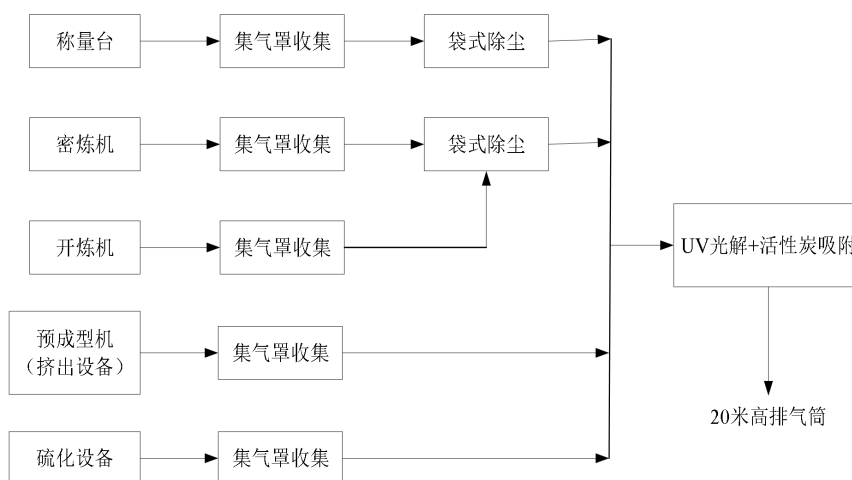 称量台
集气罩收集
袋式除尘
密炼机
集气罩收集
袋式除尘
开炼机
集气罩收集
UV光解+活性炭吸附
预成型机
（挤出设备）
集气罩收集
20米高排气筒
硫化设备
集气罩收集